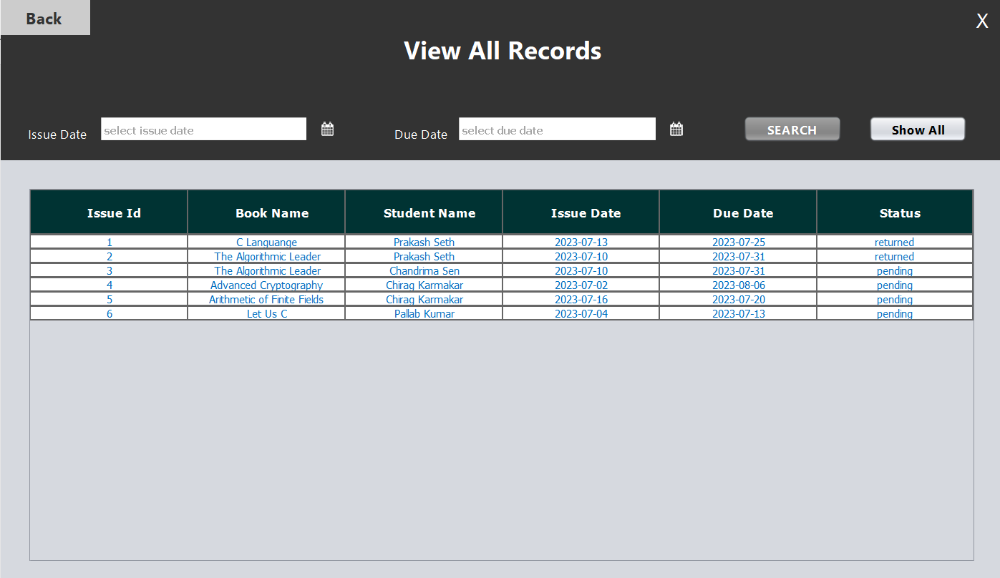 Back
X
View All Records
Issue Date select issue date Due Date select due date SEARCH Show All
Issue Id Book Name Student Name Issue Date Due Date Status
1 C Languange Prakash Seth 2023-07-13 2023-07-25 returned
2 The Algorithmic Leader Prakash Seth 2023-07-10 2023-07-31 returned
3 The Algorithmic Leader Chandrima Sen 2023-07-10 2023-07-31 pending
4 Advanced Cryptography Chirag Karmakar 2023-07-02 2023-08-06 pending
5 Arithmetic of Finite Fields Chirag Karmakar 2023-07-16 2023-07-20 pending
6 Let Us C Pallab Kumar 2023-07-04 2023-07-13 pending